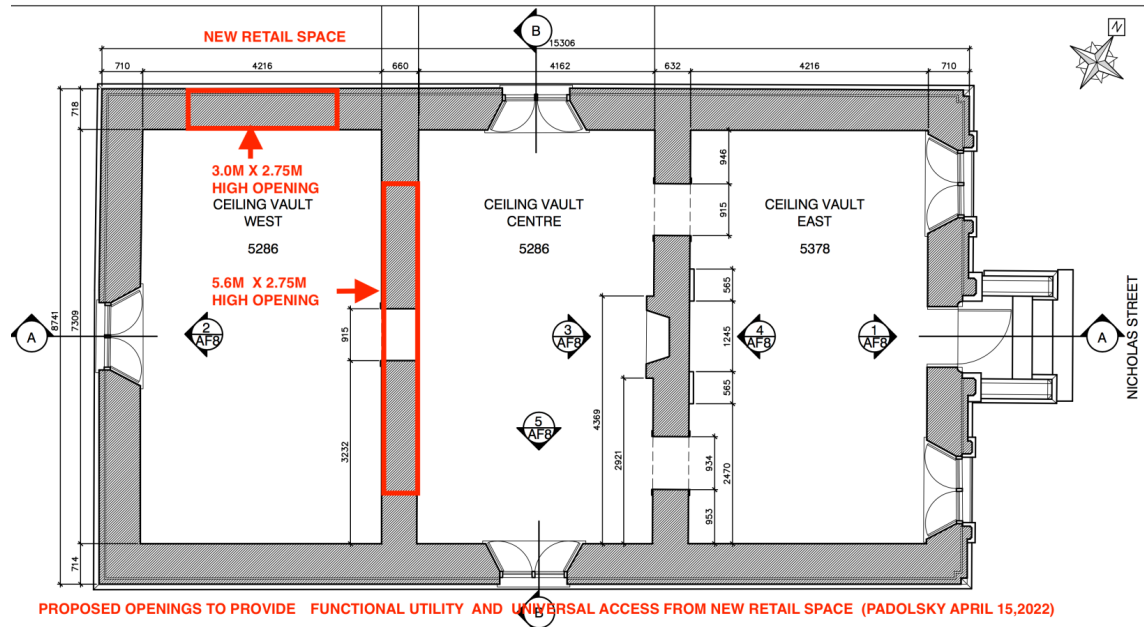 NEW RETAIL SPACE
B
N
15306
710
4216
660
4162
632
4216
710
718
946
3.0M X 2.75M
HIGH OPENING
CEILING VAULT
WEST
5286
CEILING VAULT
CENTRE
5286
915
CEILING VAULT
EAST
5378
5.6M X 2.75M
HIGH OPENING
565
8741
7309
A
2
AF8
915
3
AF8
1245
4
AF8
1
AF8
A
NICHOLAS STREET
565
4369
5
AF8
3232
2921
934
2470
953
714
PROPOSED OPENINGS TO PROVIDE FUNCTIONAL UTILITY AND UNIVERSAL ACCESS FROM NEW RETAIL SPACE (PADOLSKY APRIL 15,2022)
B